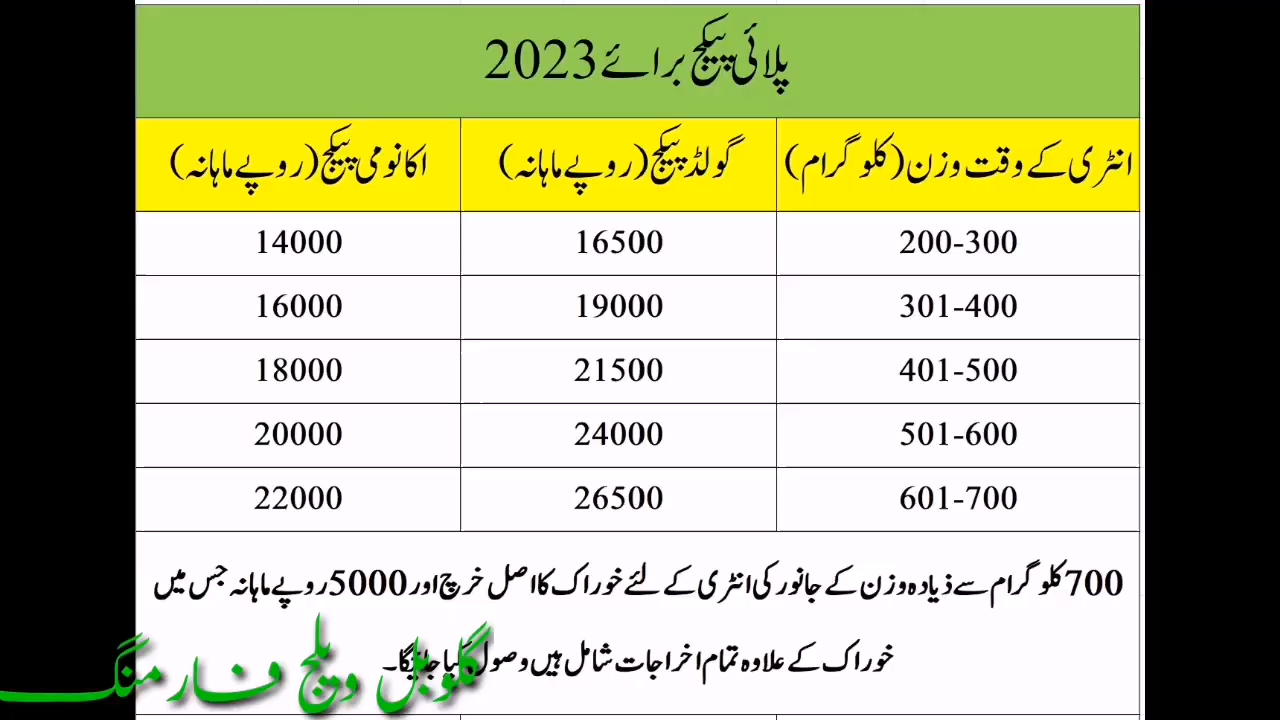 پلائی پیکج برائے 2023
انٹری کے وقت وزن (کلو گرام) گولڈ پیکج (روپے ماہانہ) اکانومی پیکج (روپے ماہانہ)
200-300 16500 14000
301-400 19000 16000
401-500 21500 18000
501-600 24000 20000
601-700 26500 22000
700 کلو گرام سے ذیادہ وزن کے جانور کی انٹری کے لئے خوراک کا اصل خرچ اور 5000 روپے ماہانہ جس میں
خوراک کے علاوہ تمام اخراجات شامل ہیں وصول کیا جائیگا۔
گلوبل ویلج فارمنگ